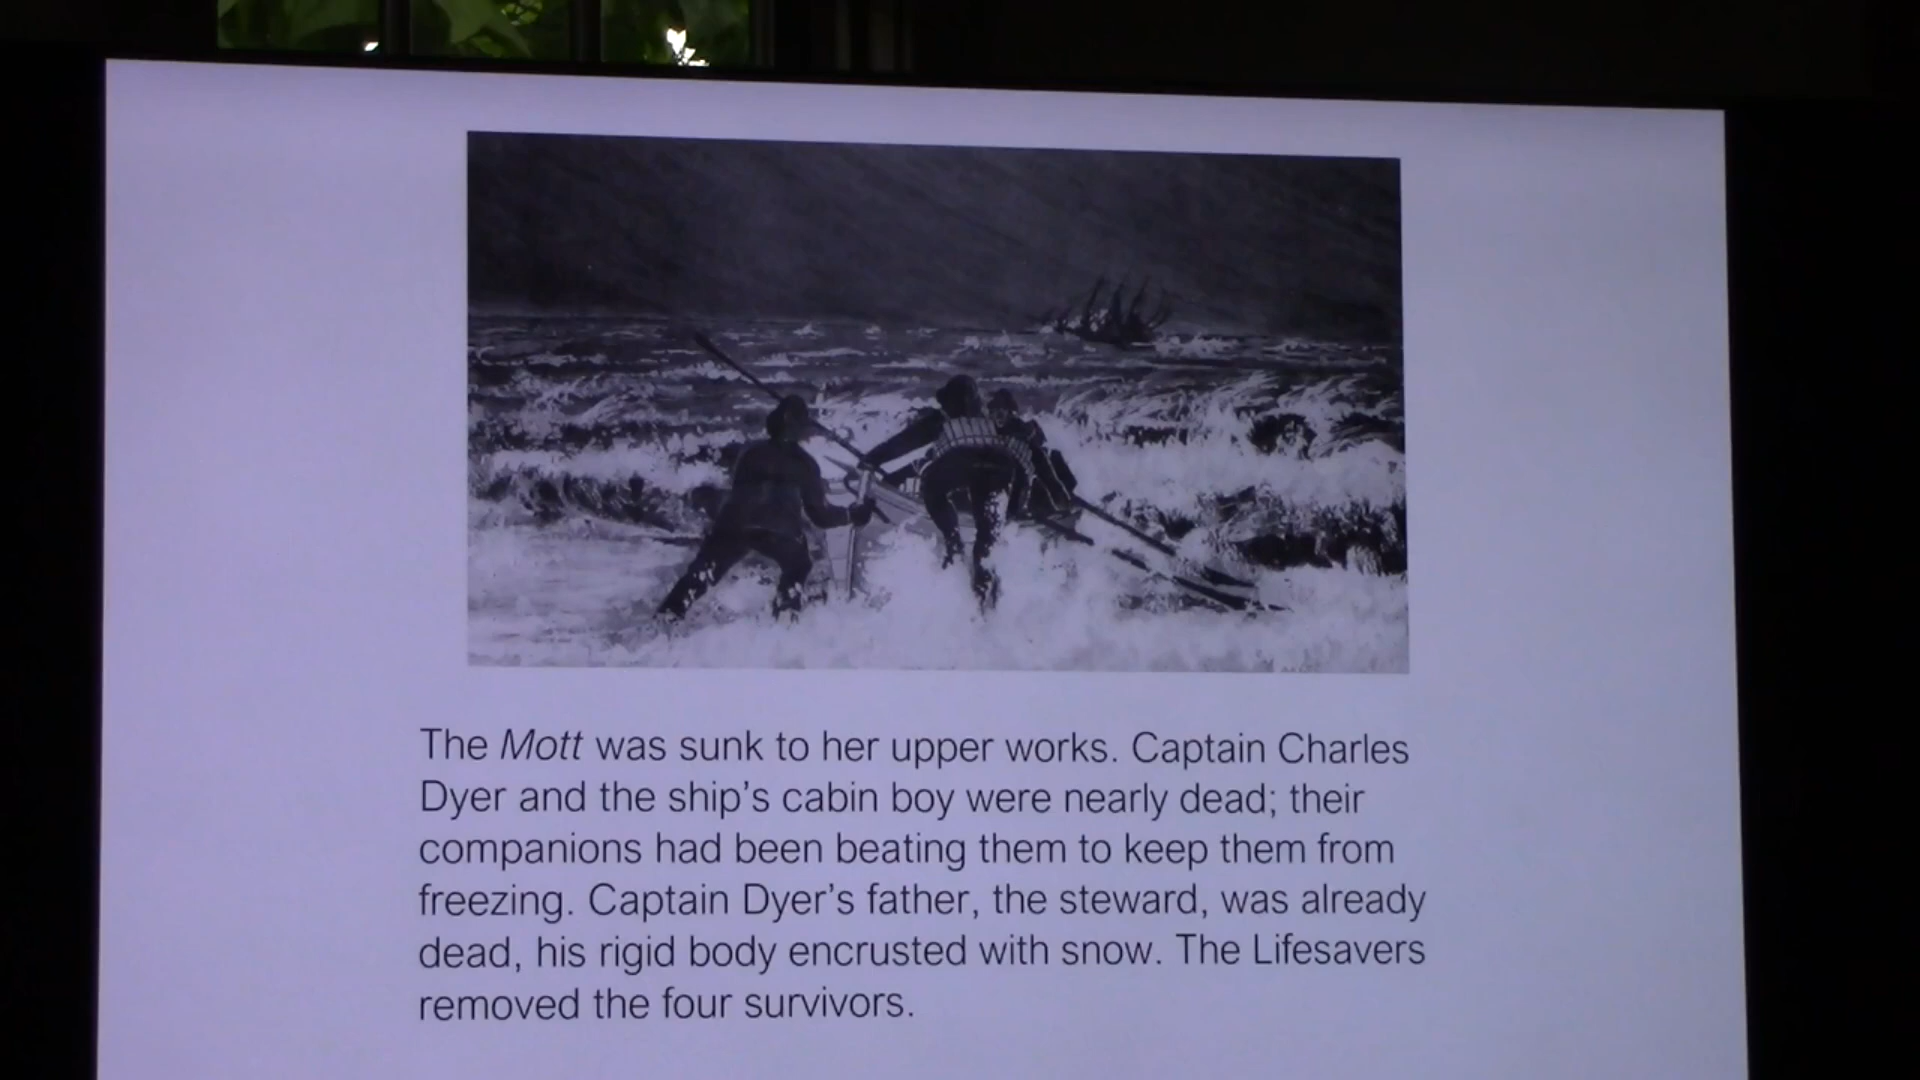 The Mott was sunk to her upper works. Captain Charles
Dyer and the ship's cabin boy were nearly dead; their
companions had been beating them to keep them from
freezing. Captain Dyer's father, the steward, was already
dead, his rigid body encrusted with snow. The Lifesavers
removed the four survivors.